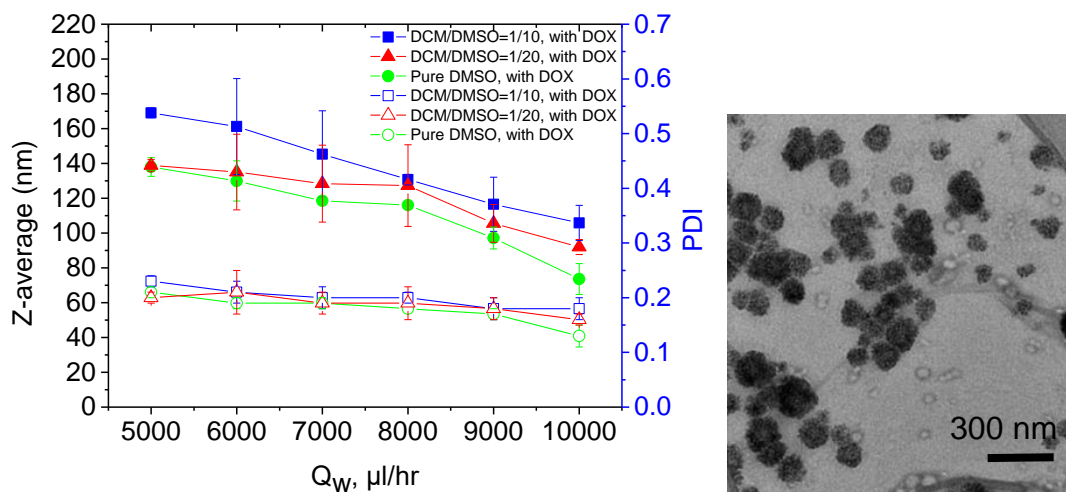 220
200
180
160
140
120
100
80
60
40
20
0
Z-average (nm)
DCM/DMSO=1/10, with DOX
DCM/DMSO=1/20, with DOX
Pure DMSO, with DOX
DCM/DMSO=1/10, with DOX
DCM/DMSO=1/20, with DOX
Pure DMSO, with DOX
0.7
0.6
0.5
0.4
0.3
0.2
0.1
0.0
PDI
5000 6000 7000 8000 9000 10000
QW, µl/hr
300 nm